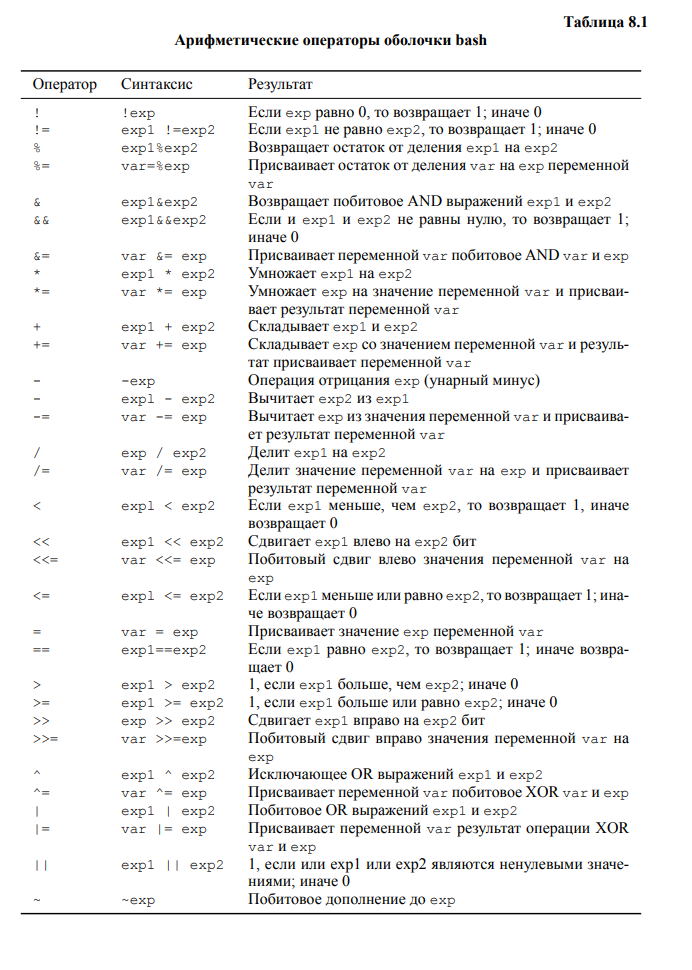 Таблица 8.1
Арифметические операторы оболочки bash
Оператор Синтаксис Результат
! !exp Если exp равно 0, то возвращает 1; иначе 0
!= exp1 !=exp2 Если exp1 не равно exp2, то возвращает 1; иначе 0
% exp1%exp2 Возвращает остаток от деления exp1 на exp2
%= var=%exp Присваивает остаток от деления var на exp переменной
var
& exp1&exp2 Возвращает побитовое AND выражений exp1 и exp2
&& exp1&&exp2 Если и exp1 и exp2 не равны нулю, то возвращает 1;
иначе 0
&= var &= exp Присваивает переменной var побитовое AND var и exp
* exp1 * exp2 Умножает exp1 на exp2
*= var *= exp Умножает exp на значение переменной var и присваи-
вает результат переменной var
+ exp1 + exp2 Складывает exp1 и exp2
+= var += exp Складывает exp со значением переменной var и резуль-
тат присваивает переменной var
- -exp Операция отрицания exp (унарный минус)
- expl - exp2 Вычитает exp2 из exp1
-= var -= exp Вычитает exp из значения переменной var и присваива-
ет результат переменной var
/ exp / exp2 Делит exp1 на exp2
/= var /= exp Делит значение переменной var на exp и присваивает
результат переменной var
< expl < exp2 Если exp1 меньше, чем exp2, то возвращает 1, иначе
возвращает 0
<< exp1 << exp2 Сдвигает exp1 влево на exp2 бит
<<= var <<= exp Побитовый сдвиг влево значения переменной var на
exp
<= expl <= exp2 Если exp1 меньше или равно exp2, то возвращает 1; ина-
че возвращает 0
= var = exp Присваивает значение exp переменной var
== exp1==exp2 Если exp1 равно exp2, то возвращает 1; иначе возвра-
щает 0
> exp1 > exp2 1, если exp1 больше, чем exp2; иначе 0
>= exp1 >= exp2 1, если exp1 больше или равно exp2; иначе 0
>> exp >> exp2 Сдвигает exp1 вправо на exp2 бит
>>= var >>=exp Побитовый сдвиг вправо значения переменной var на
exp
^ exp1 ^ exp2 Исключающее OR выражений exp1 и exp2
^= var ^= exp Присваивает переменной var побитовое XOR var и exp
| exp1 | exp2 Побитовое OR выражений exp1 и exp2
|= var |= exp Присваивает переменной var результат операции XOR
var и exp
|| exp1 || exp2 1, если или exp1 или exp2 являются ненулевыми значе-
ниями; иначе 0
~ ~exp Побитовое дополнение до exp